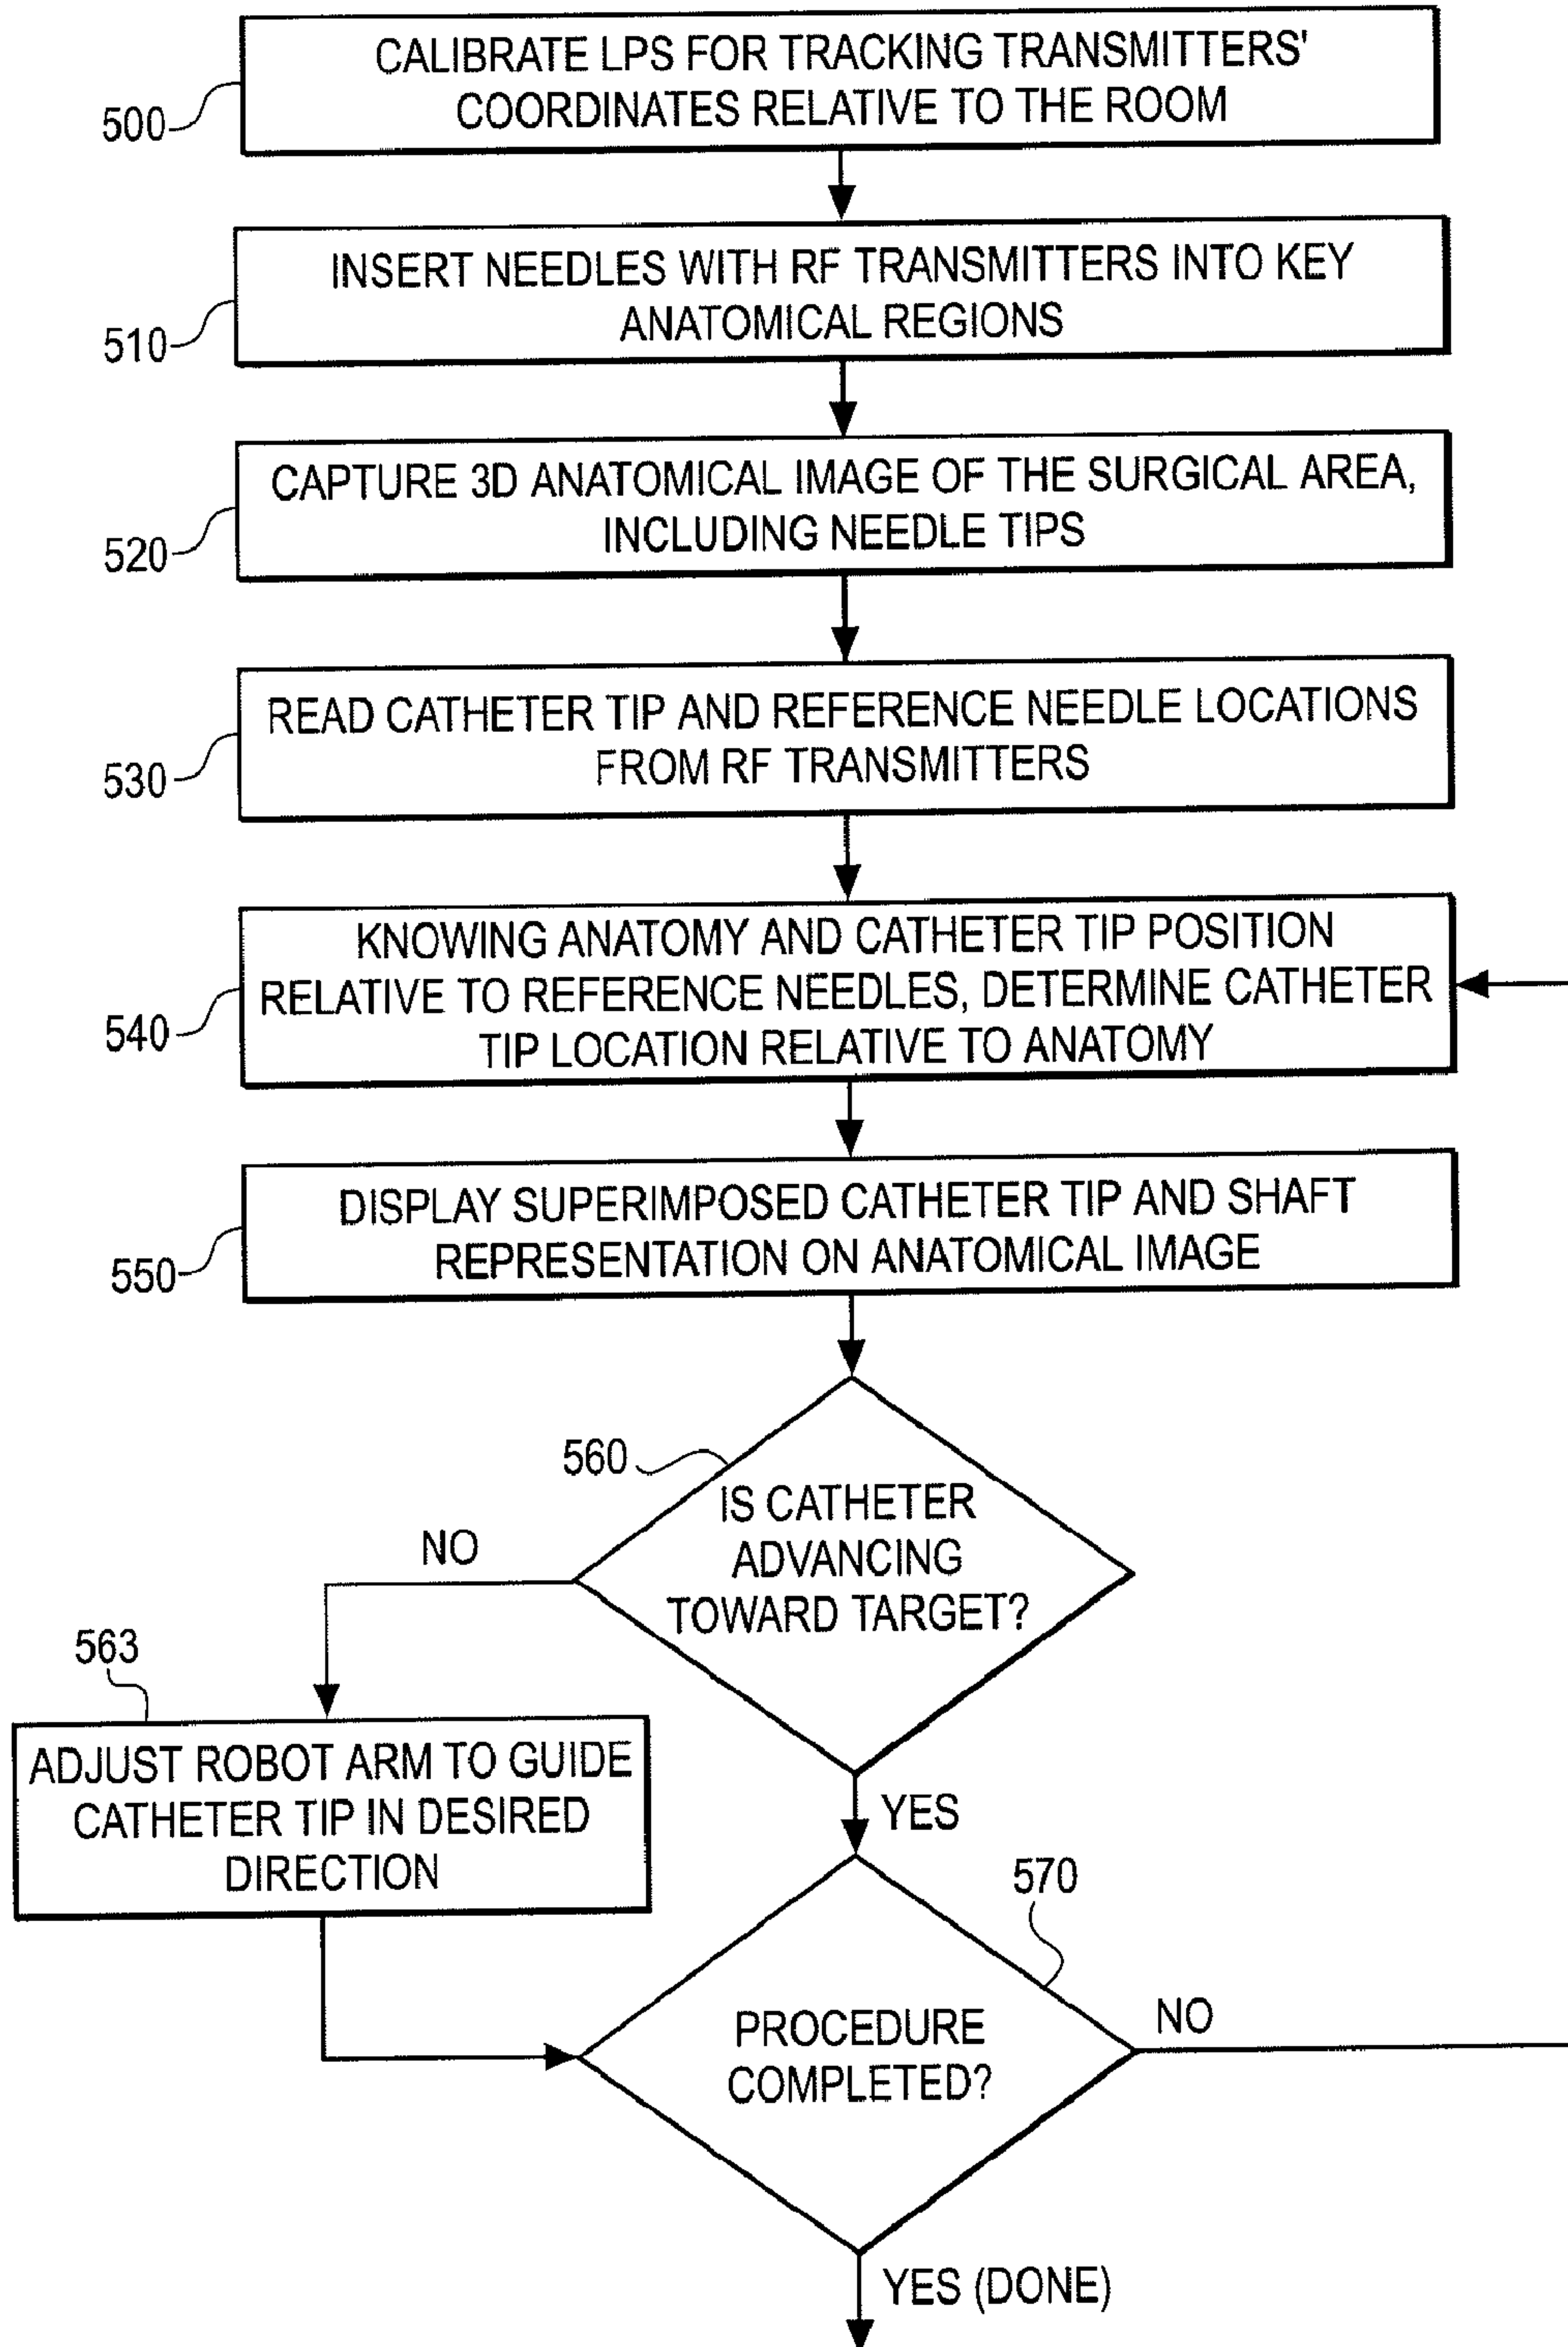 CALIBRATE LPS FOR TRACKING TRANSMITTERS'
COORDINATES RELATIVE TO THE ROOM
500
INSERT NEEDLES WITH RF TRANSMITTERS INTO KEY
ANATOMICAL REGIONS
510
CAPTURE 3D ANATOMICAL IMAGE OF THE SURGICAL AREA,
INCLUDING NEEDLE TIPS
520
READ CATHETER TIP AND REFERENCE NEEDLE LOCATIONS
FROM RF TRANSMITTERS
530
KNOWING ANATOMY AND CATHETER TIP POSITION
RELATIVE TO REFERENCE NEEDLES, DETERMINE CATHETER
TIP LOCATION RELATIVE TO ANATOMY
540
DISPLAY SUPERIMPOSED CATHETER TIP AND SHAFT
REPRESENTATION ON ANATOMICAL IMAGE
550
560
IS CATHETER
ADVANCING
TOWARD TARGET?
NO
563
ADJUST ROBOT ARM TO GUIDE
CATHETER TIP IN DESIRED
DIRECTION
YES
570
PROCEDURE
COMPLETED?
NO
YES (DONE)